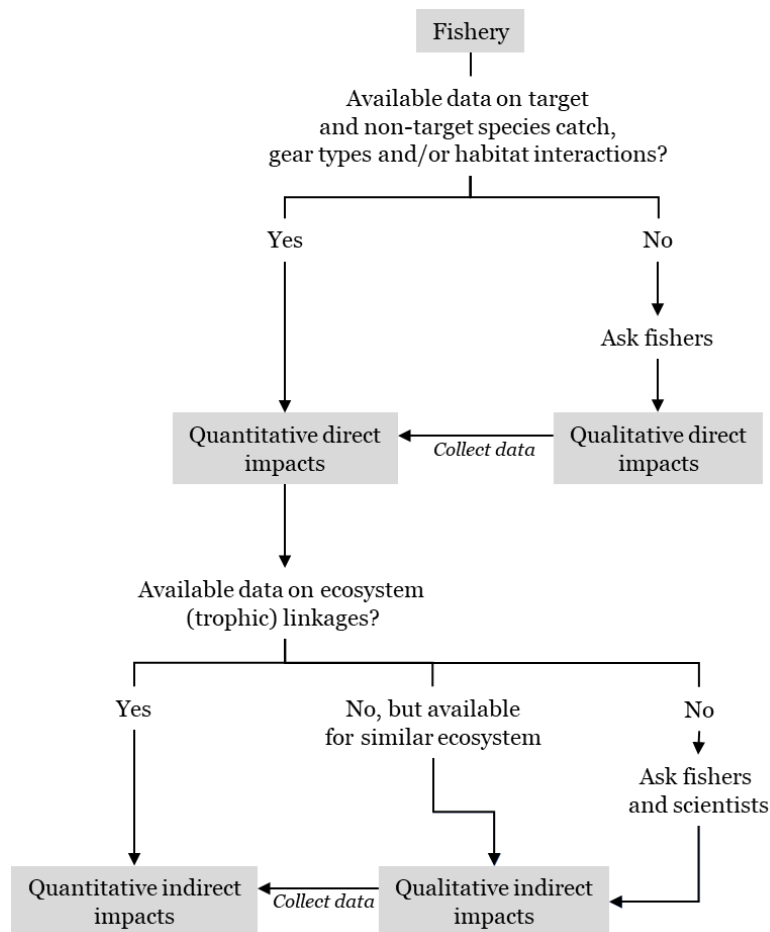 Fishery
Available data on target
and non-target species catch,
gear types and/or habitat interactions?
Yes
No
Ask fishers
Quantitative direct
impacts
Collect data
Qualitative direct
impacts
Available data on ecosystem
(trophic) linkages?
Yes
No, but available
for similar ecosystem
No
Ask fishers
and scientists
Quantitative indirect
impacts
Collect data
Qualitative indirect
impacts